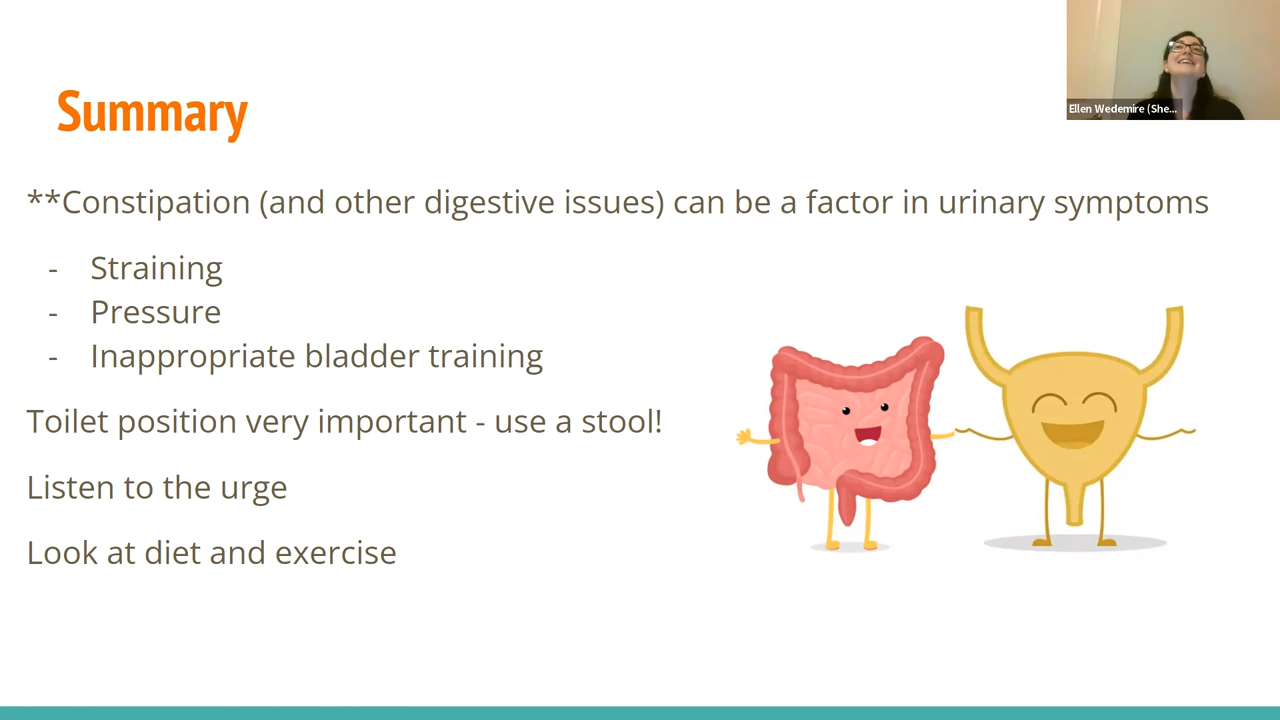 Summary
Ellen Wedemire (She...
**Constipation (and other digestive issues) can be a factor in urinary symptoms
- Straining
- Pressure
- Inappropriate bladder training
Toilet position very important - use a stool!
Listen to the urge
Look at diet and exercise